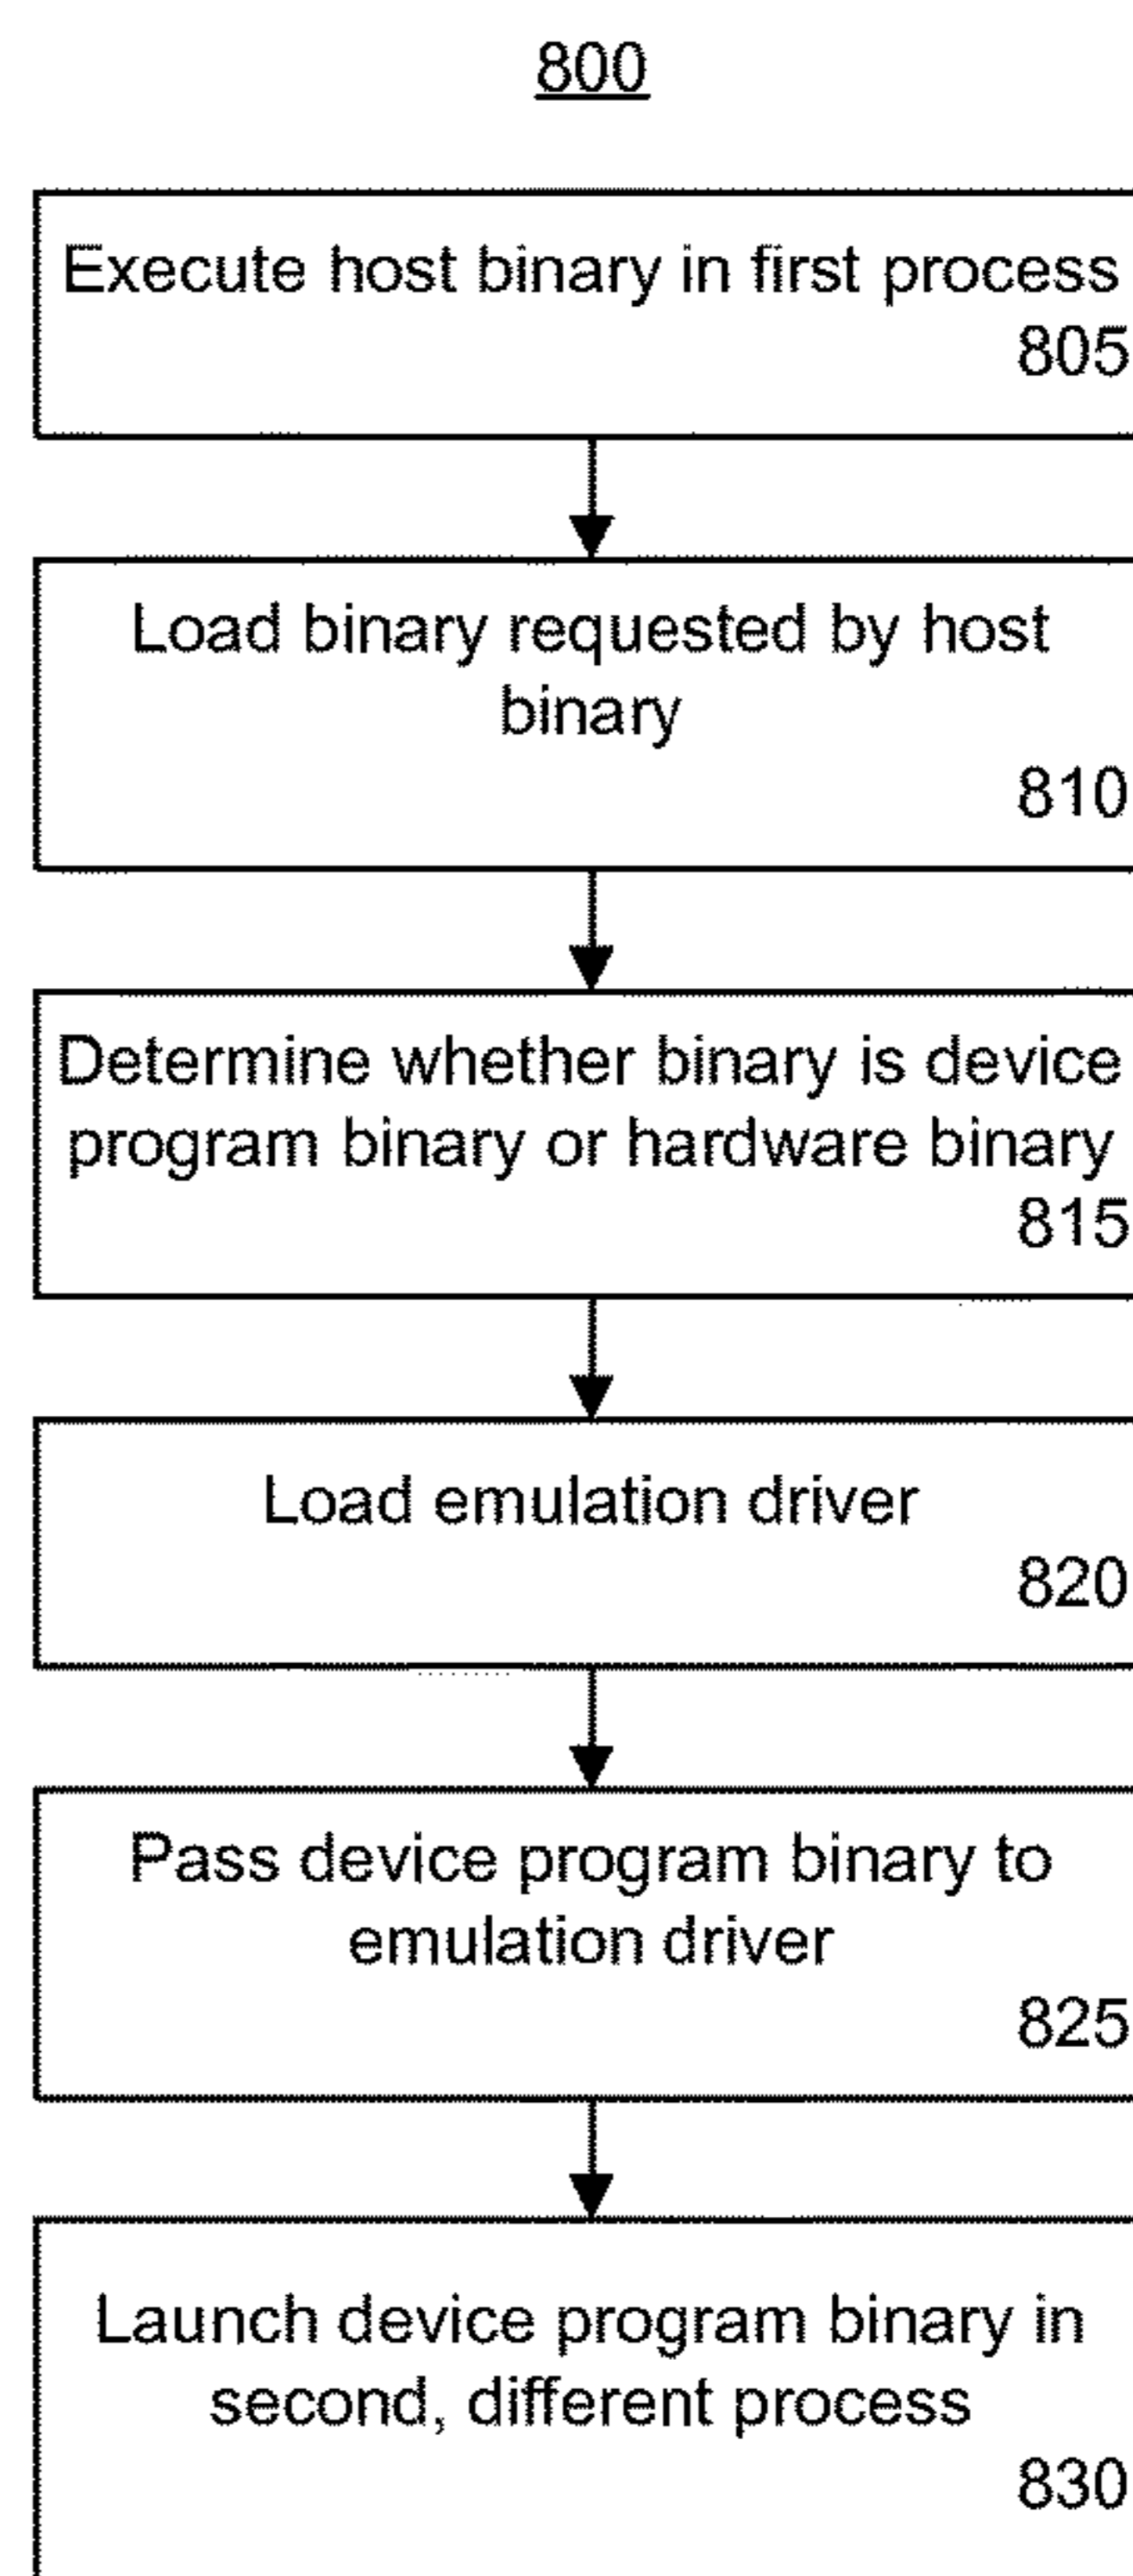 800
Execute host binary in first process
805
Load binary requested by host
binary
810
Determine whether binary is device
program binary or hardware binary
815
Load emulation driver
820
Pass device program binary to
emulation driver
825
Launch device program binary in
second, different process
830